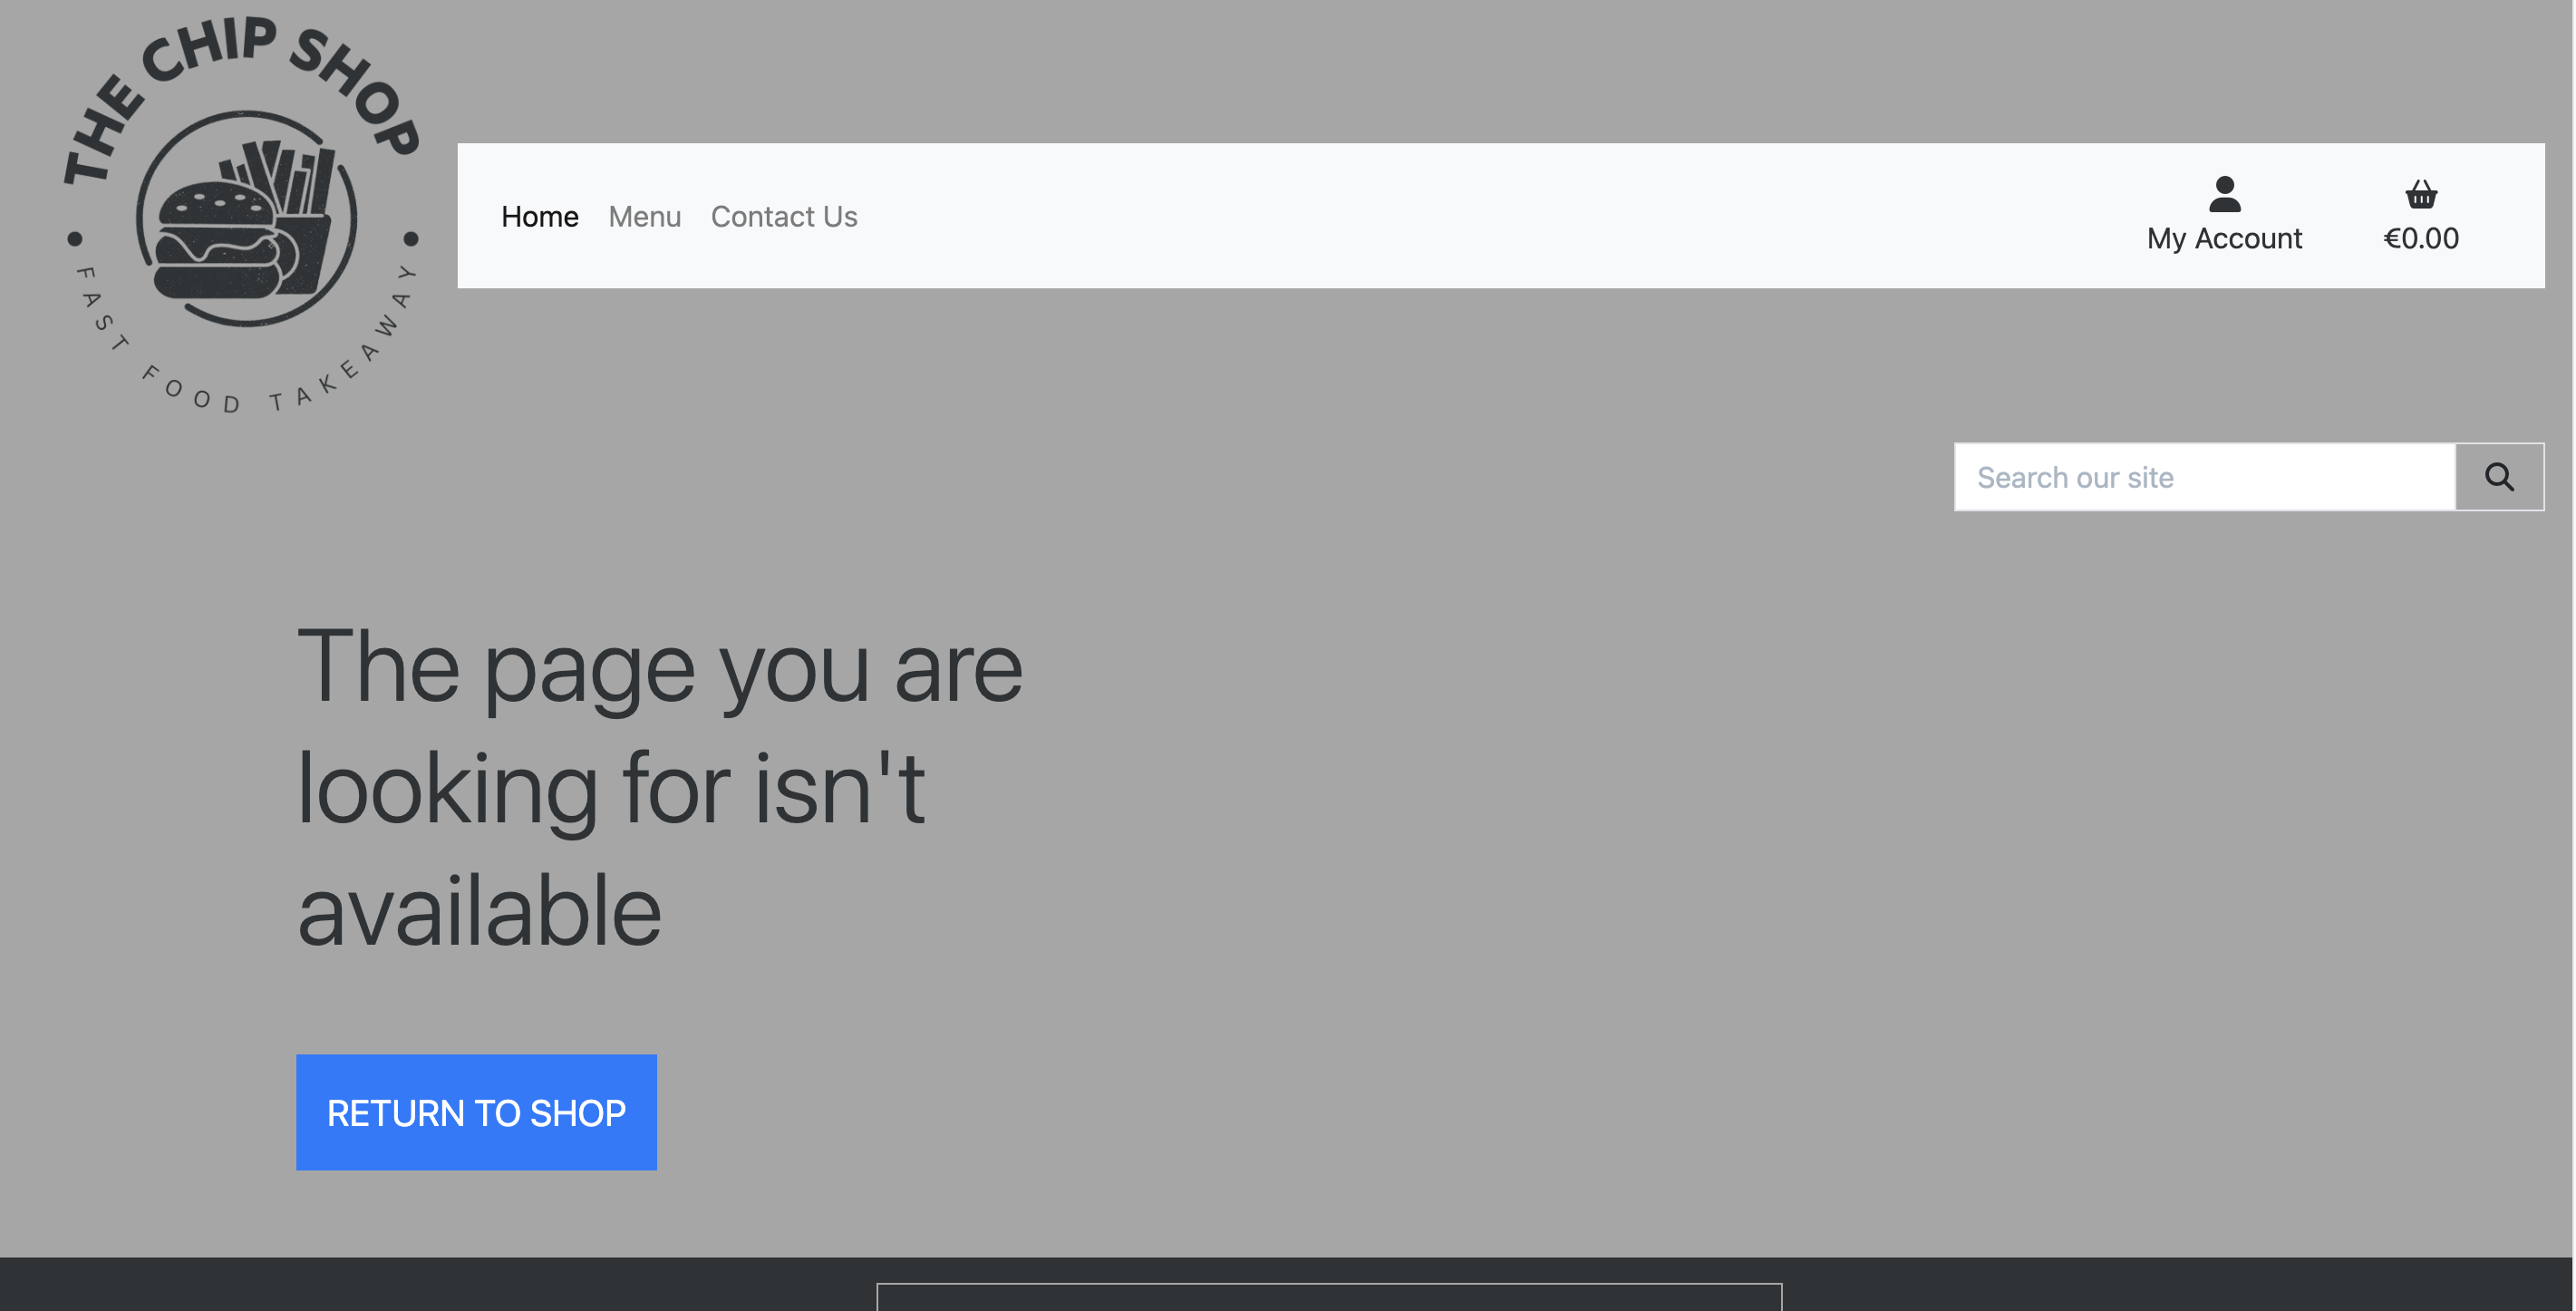 THE CHIP SHOP
FAST FOOD TAKEAWAY
Home Menu Contact Us My Account €0.00
Search our site
The page you are
looking for isn't
available
RETURN TO SHOP